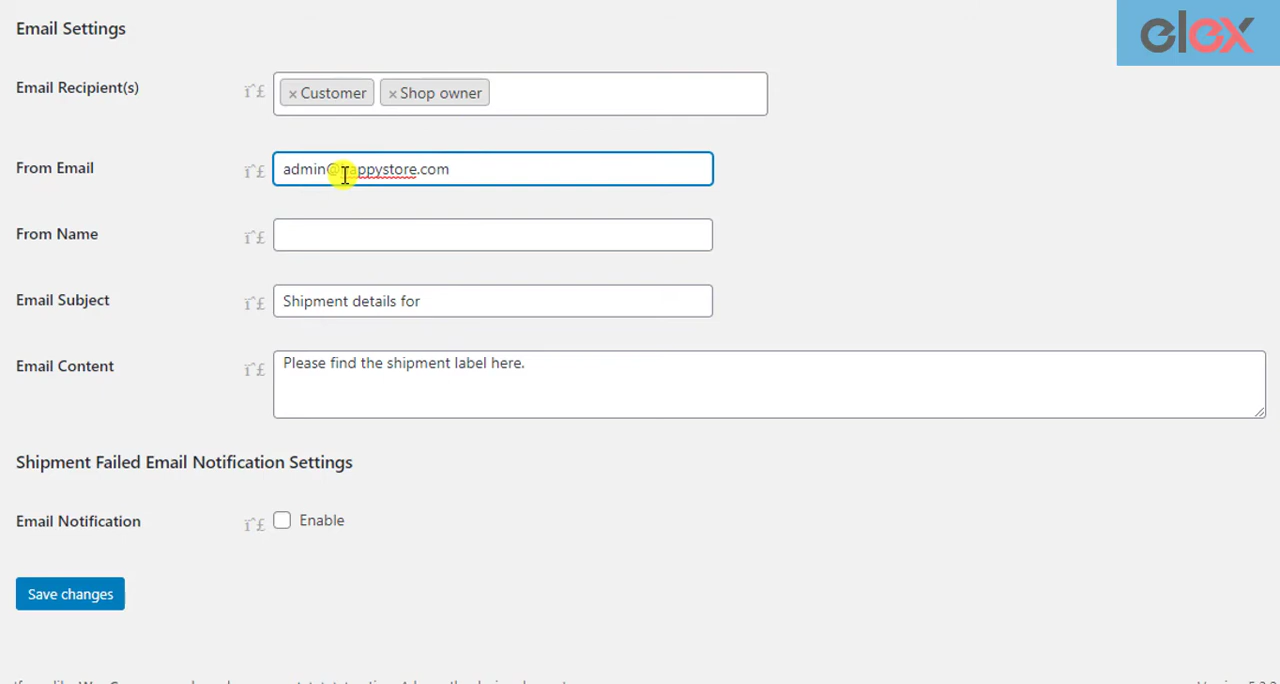 Email Settings
elex
Email Recipient(s)
× Customer × Shop owner
From Email
From Name
Email Subject
Shipment details for
Email Content
Please find the shipment label here.
Shipment Failed Email Notification Settings
Email Notification
Enable
Save changes